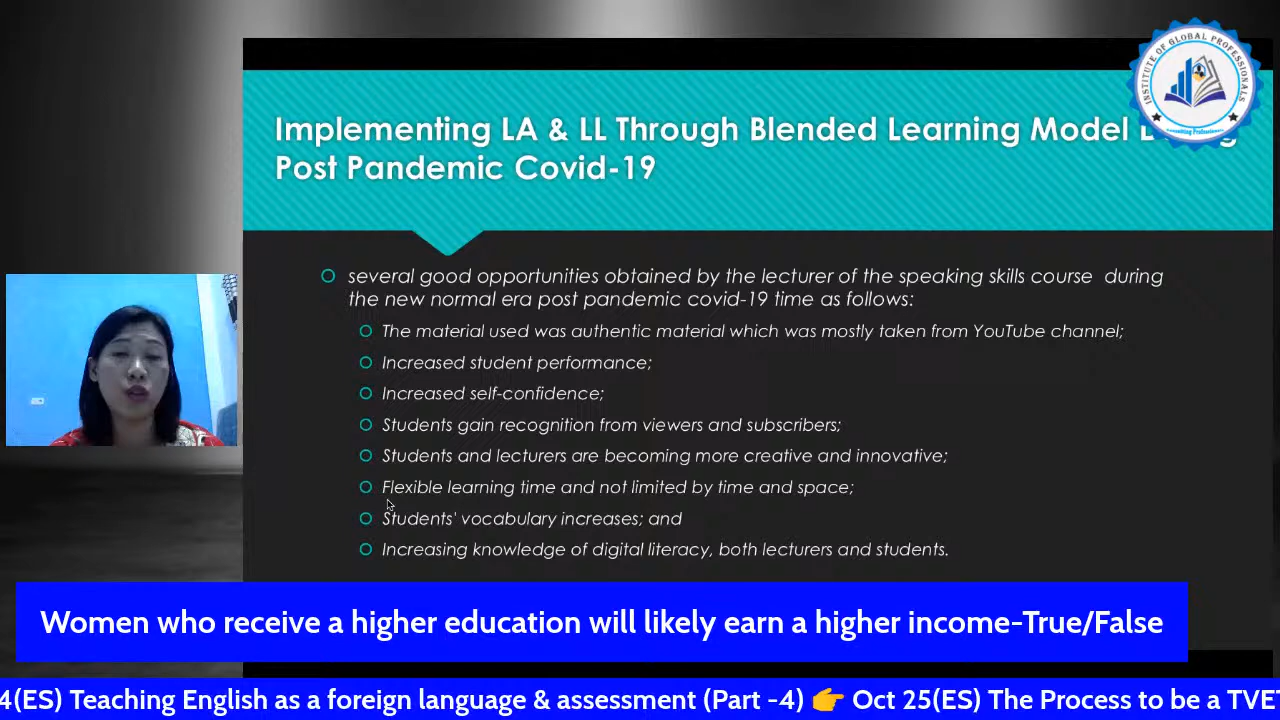 INSTITUTE OF GLOBAL PROFESSIONALS
Consulting Professionals
Implementing LA & LL Through Blended Learning Model
Post Pandemic Covid-19
several good opportunities obtained by the lecturer of the speaking skills course during
the new normal era post pandemic covid-19 time as follows:
The material used was authentic material which was mostly taken from YouTube channel;
Increased student performance;
Increased self-confidence;
Students gain recognition from viewers and subscribers;
Students and lecturers are becoming more creative and innovative;
Flexible learning time and not limited by time and space;
Students' vocabulary increases; and
Increasing knowledge of digital literacy, both lecturers and students.
Women who receive a higher education will likely earn a higher income-True/False
4(ES) Teaching English as a foreign language & assessment (Part -4) 👉 Oct 25(ES) The Process to be a TVET